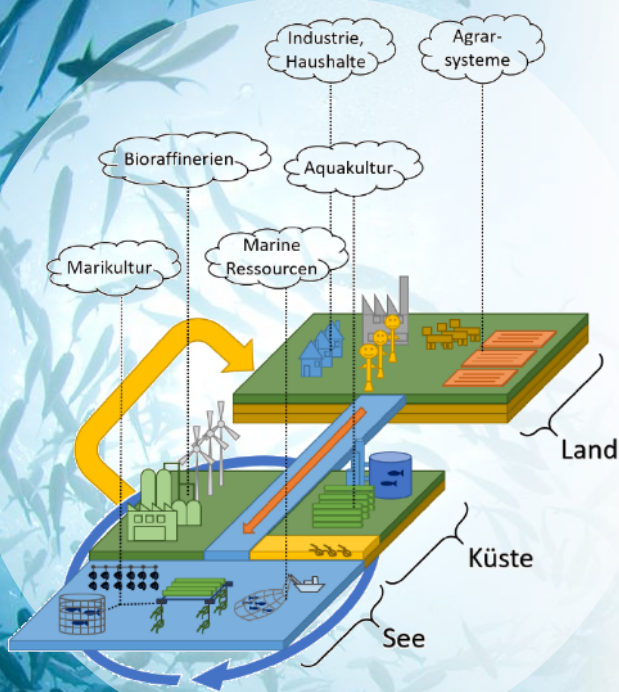 Industrie,
Haushalte
Agrar-
systeme
Bioraffinerien
Aquakultur
Marikultur
Marine
Ressourcen
Land
Küste
See